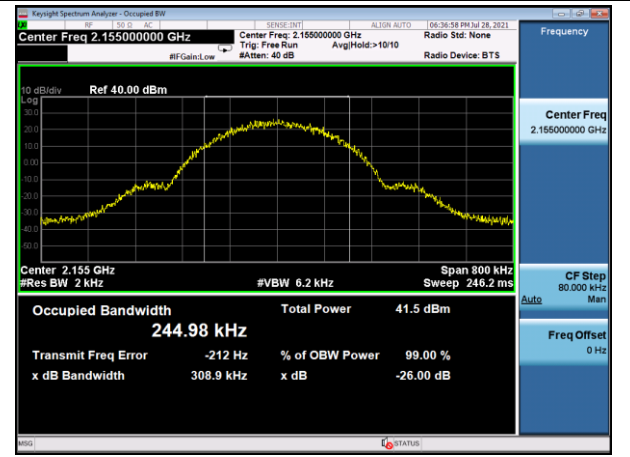 Keysight Spectrum Analyzer - Occupied BW
RF 50 Ω AC SENSE:INT ALIGN AUTO 06:36:58 PM Jul 28, 2021
Center Freq 2.155000000 GHz Center Freq: 2.155000000 GHz Radio Std: None Frequency
Trig: Free Run Avg|Hold:>10/10
#IFGain:Low #Atten: 40 dB Radio Device: BTS
10 dB/div Ref 40.00 dBm
Log
30.0
20.0
10.0
0.00
10.0
20.0
30.0
40.0
50.0
Center Freq
2.155000000 GHz
Center 2.155 GHz Span 800 kHz
#Res BW 2 kHz #VBW 6.2 kHz Sweep 246.2 ms
CF Step
80.000 kHz
Auto Man
Occupied Bandwidth Total Power 41.5 dBm
244.98 kHz
Transmit Freq Error -212 Hz % of OBW Power 99.00 %
x dB Bandwidth 308.9 kHz x dB -26.00 dB
Freq Offset
0 Hz
MSG STATUS